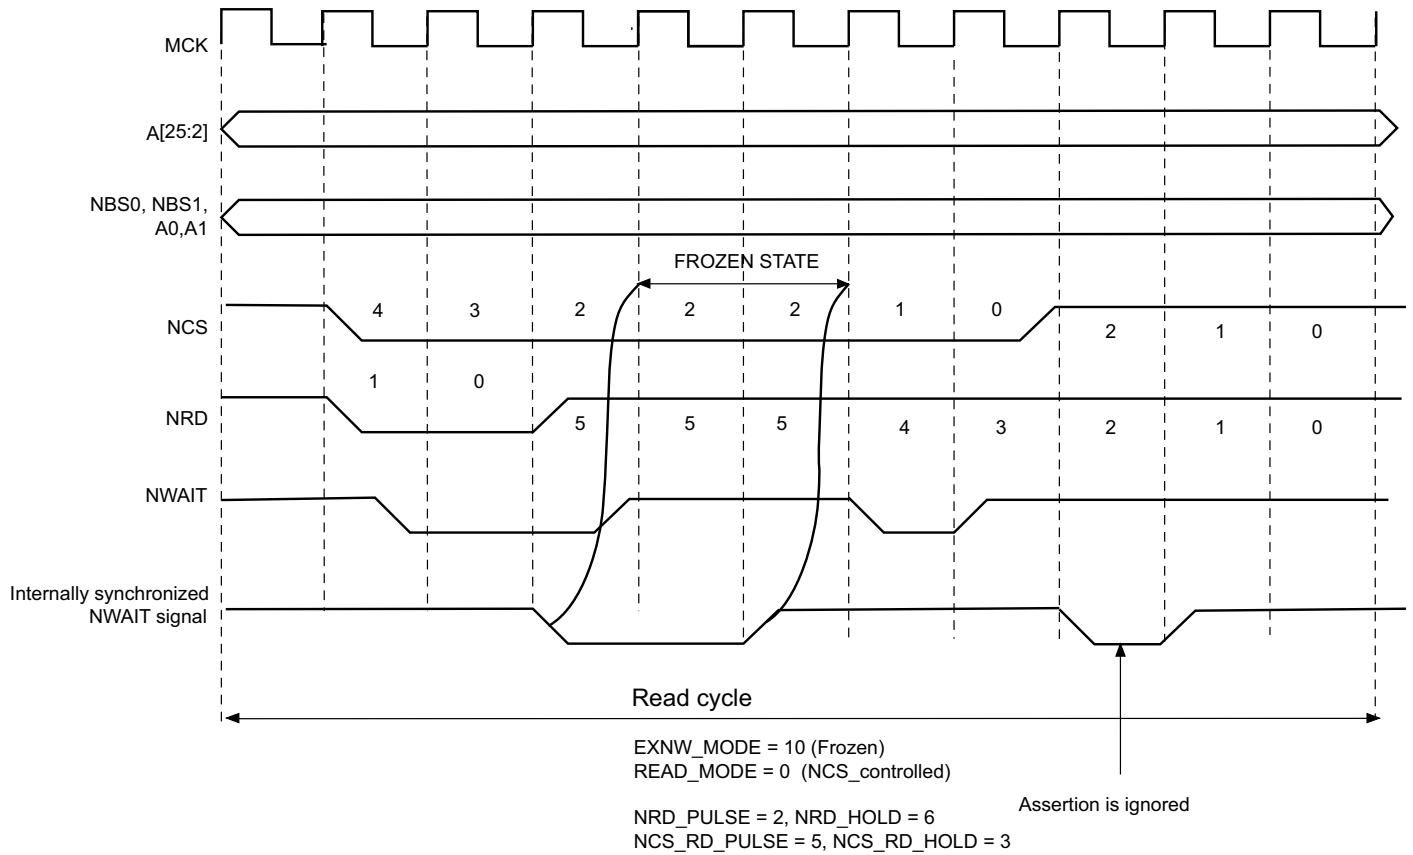 MCK
A[25:2]
NBS0, NBS1,
A0,A1
FROZEN STATE
NCS
4 3 2 2 2 1 0
2 1 0
1 0
NRD
5 5 5 4 3 2 1 0
NWAIT
Internally synchronized
NWAIT signal
Read cycle
EXNW_MODE = 10 (Frozen)
READ_MODE = 0 (NCS_controlled)
Assertion is ignored
NRD_PULSE = 2, NRD_HOLD = 6
NCS_RD_PULSE = 5, NCS_RD_HOLD = 3